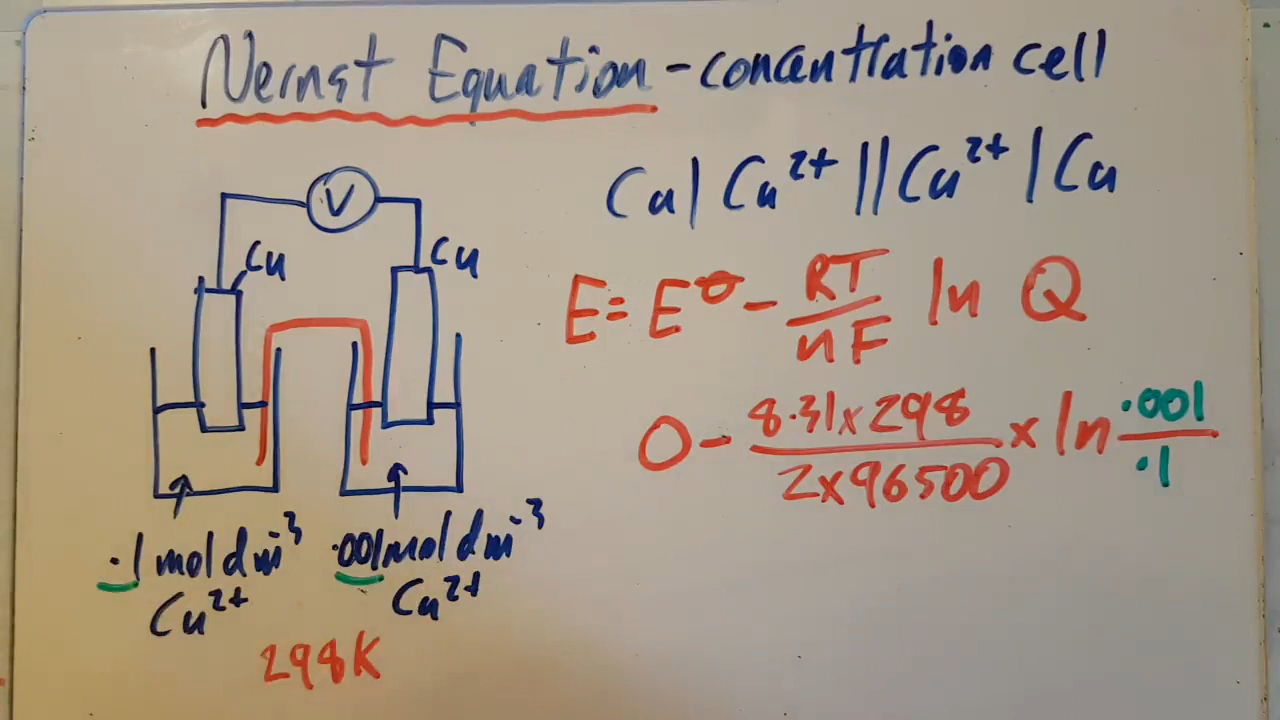 Nernst Equation - concentration cell
Cu | Cu²⁺ || Cu²⁺ | Cu
V
Cu
Cu
E = E⊖ - RT/nF ln Q
0 - 8.31x298/2x96500 x ln .001/.1
.1 mol dm⁻³
Cu²⁺
.001 mol dm⁻³
Cu²⁺
298K